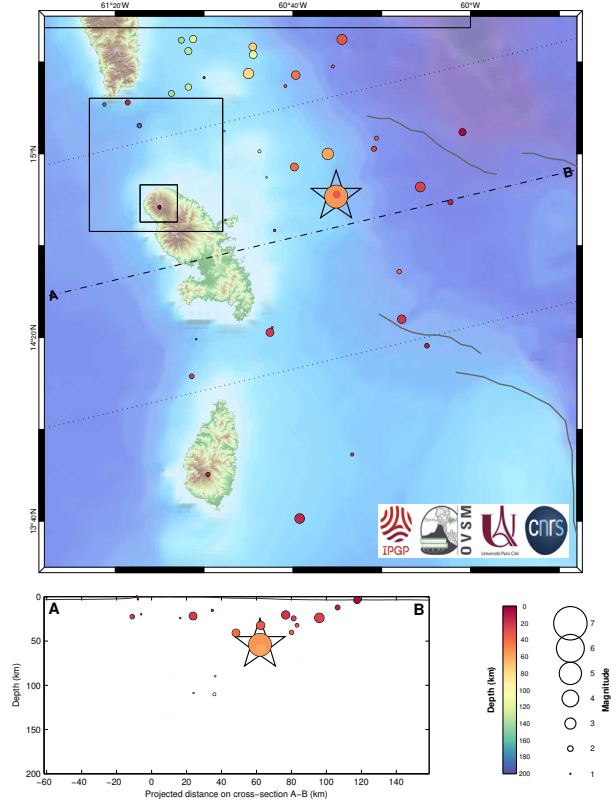 61°20'W 60°40'W 60°W
15°N
14°20'N
13°40'N
A
B
IPGP
OVSM
Université Paris Cité
cnrs
A B
0
50
100
150
200
Depth (km)
−60 −40 −20 0 20 40 60 80 100 120 140
Projected distance on cross−section A−B (km)
0
20
40
60
80
100
120
140
160
180
200
Depth (km)
7
6
5
4
3
2
1
Magnitude